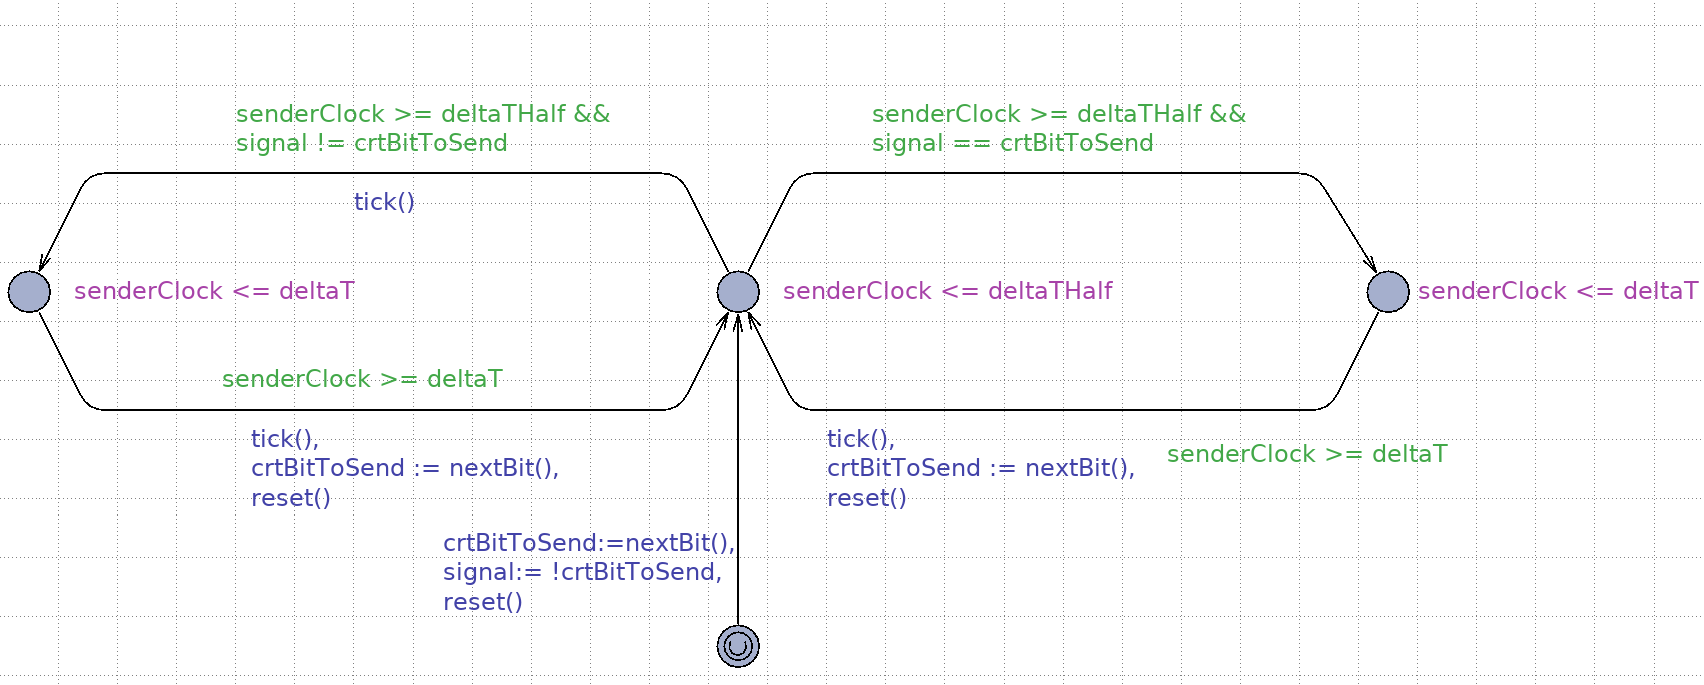 senderClock >= deltaTHalf &&
signal != crtBitToSend
senderClock >= deltaTHalf &&
signal == crtBitToSend
tick()
senderClock <= deltaT
senderClock <= deltaTHalf
senderClock <= deltaT
senderClock >= deltaT
tick(),
crtBitToSend := nextBit(),
reset()
tick(),
crtBitToSend := nextBit(),
reset()
senderClock >= deltaT
crtBitToSend:=nextBit(),
signal:= !crtBitToSend,
reset()